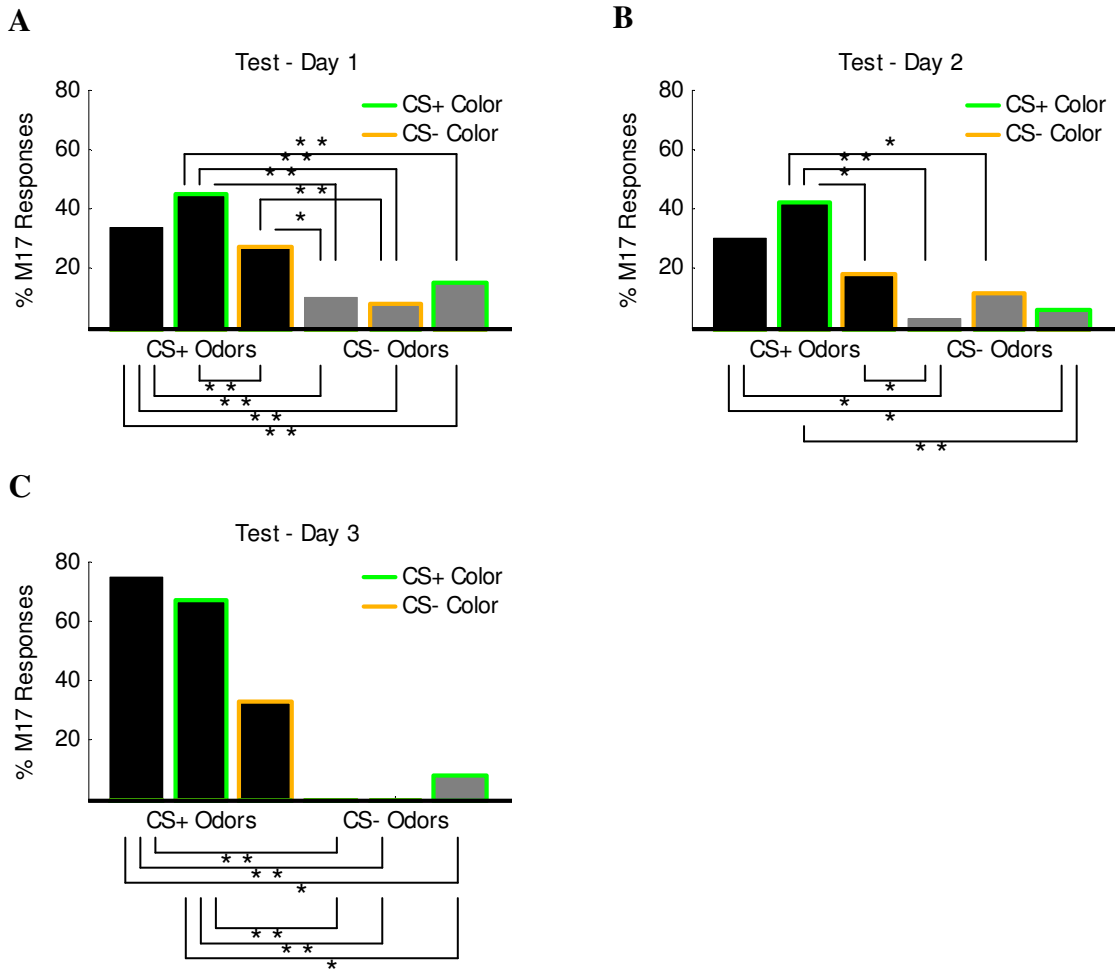 A
Test - Day 1
% M17 Responses
80
60
40
20
CS+ Color
CS- Color
* *
* *
* *
* *
*
CS+ Odors
CS- Odors
* *
* *
* *
* *
B
Test - Day 2
% M17 Responses
80
60
40
20
CS+ Color
CS- Color
*
* *
*
CS+ Odors
CS- Odors
*
*
*
* *
C
Test - Day 3
% M17 Responses
80
60
40
20
CS+ Color
CS- Color
CS+ Odors
CS- Odors
* *
* *
*
* *
* *
*